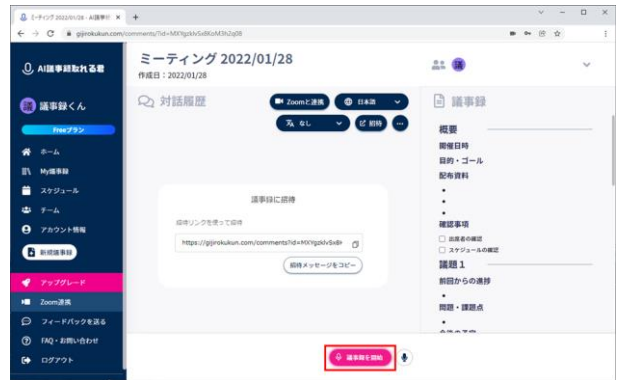 ミーティング 2022/01/28 - AI議事録
gijirokukun.com/comments/?id=MXYgzklvSxBKoM3h2q0B
AI議事録取れる君
議事録くん
Freeプラン
ホーム
My議事録
スケジュール
チーム
アカウント情報
新規議事録
アップグレード
Zoom連携
フィードバックを送る
FAQ・お問い合わせ
ログアウト
ミーティング 2022/01/28
作成日：2022/01/28
議
対話履歴
Zoomと連携
日本語
なし
招待
議事録に招待
招待リンクを使って招待
https://gijirokukun.com/comments?id=MXYgzklvSxBK
招待メッセージをコピー
議事録を開始
議事録
概要
開催日時
目的・ゴール
配布資料
確認事項
出席者の確認
スケジュールの確認
議題１
前回からの進捗
問題・課題点